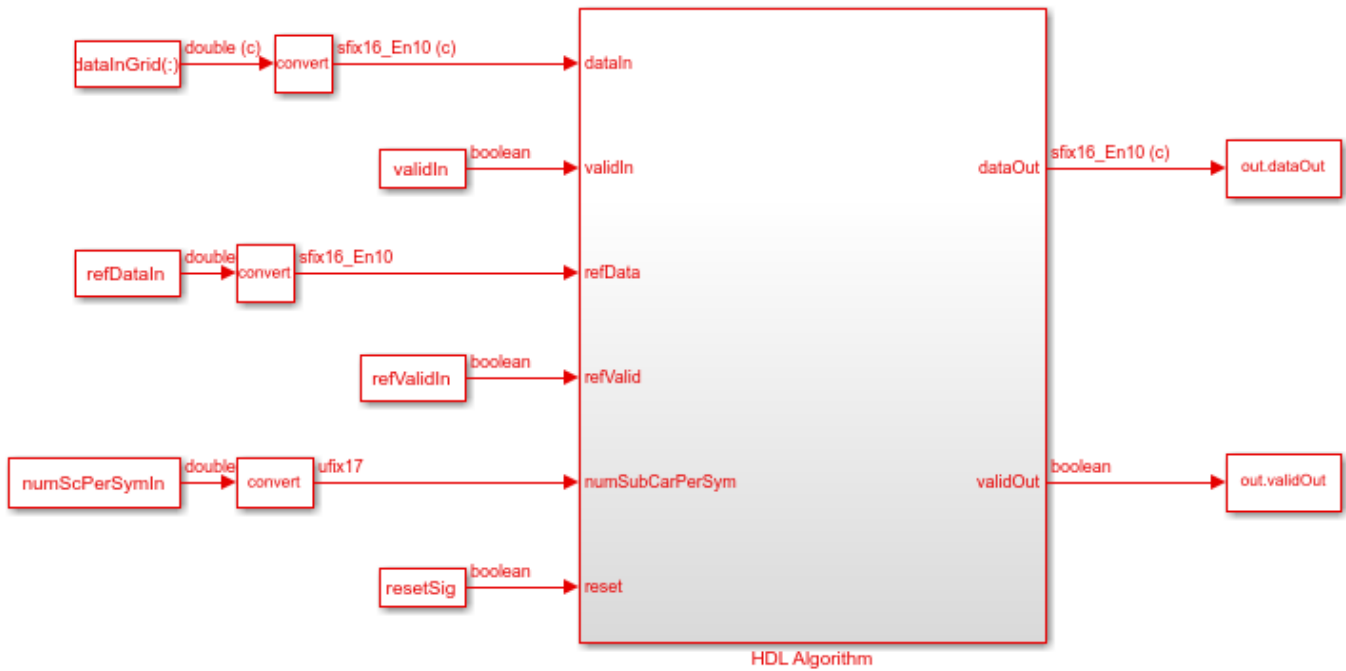 dataInGrid(:)
double (c)
convert
sfix16_En10 (c)
dataIn
validIn
boolean
validIn
dataOut
sfix16_En10 (c)
out.dataOut
refDataIn
double
convert
sfix16_En10
refData
refValidIn
boolean
refValid
numScPerSymIn
double
convert
ufix17
numSubCarPerSym
validOut
boolean
out.validOut
resetSig
boolean
reset
HDL Algorithm